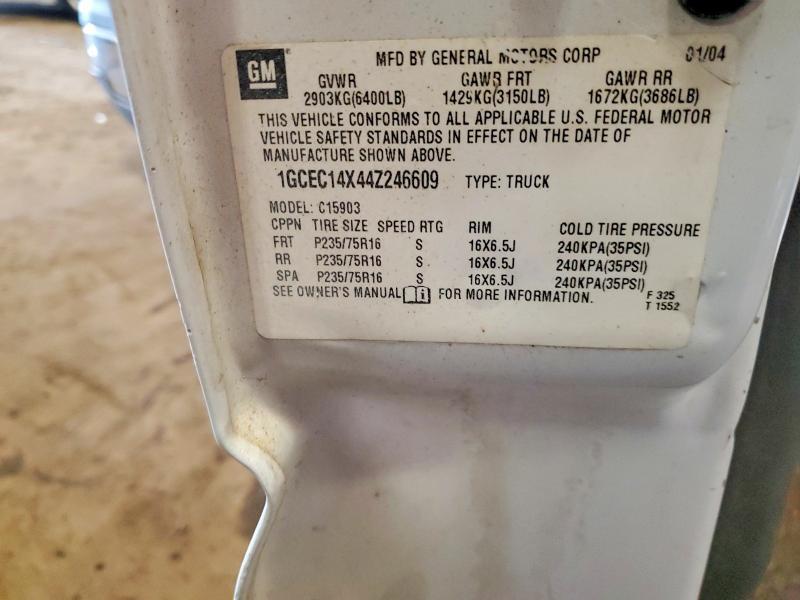 GM MFD BY GENERAL MOTORS CORP 01/04
GVWR GAWR FRT GAWR RR
2903KG(6400LB) 1429KG(3150LB) 1672KG(3686LB)
THIS VEHICLE CONFORMS TO ALL APPLICABLE U.S. FEDERAL MOTOR
VEHICLE SAFETY STANDARDS IN EFFECT ON THE DATE OF
MANUFACTURE SHOWN ABOVE.
1GCEC14X44Z246609 TYPE: TRUCK
MODEL: C15903
CPPN TIRE SIZE SPEED RTG RIM COLD TIRE PRESSURE
FRT P235/75R16 S 16X6.5J 240KPA(35PSI)
RR P235/75R16 S 16X6.5J 240KPA(35PSI)
SPA P235/75R16 S 16X6.5J 240KPA(35PSI)
SEE OWNER'S MANUAL FOR MORE INFORMATION.
F 325
T 1552